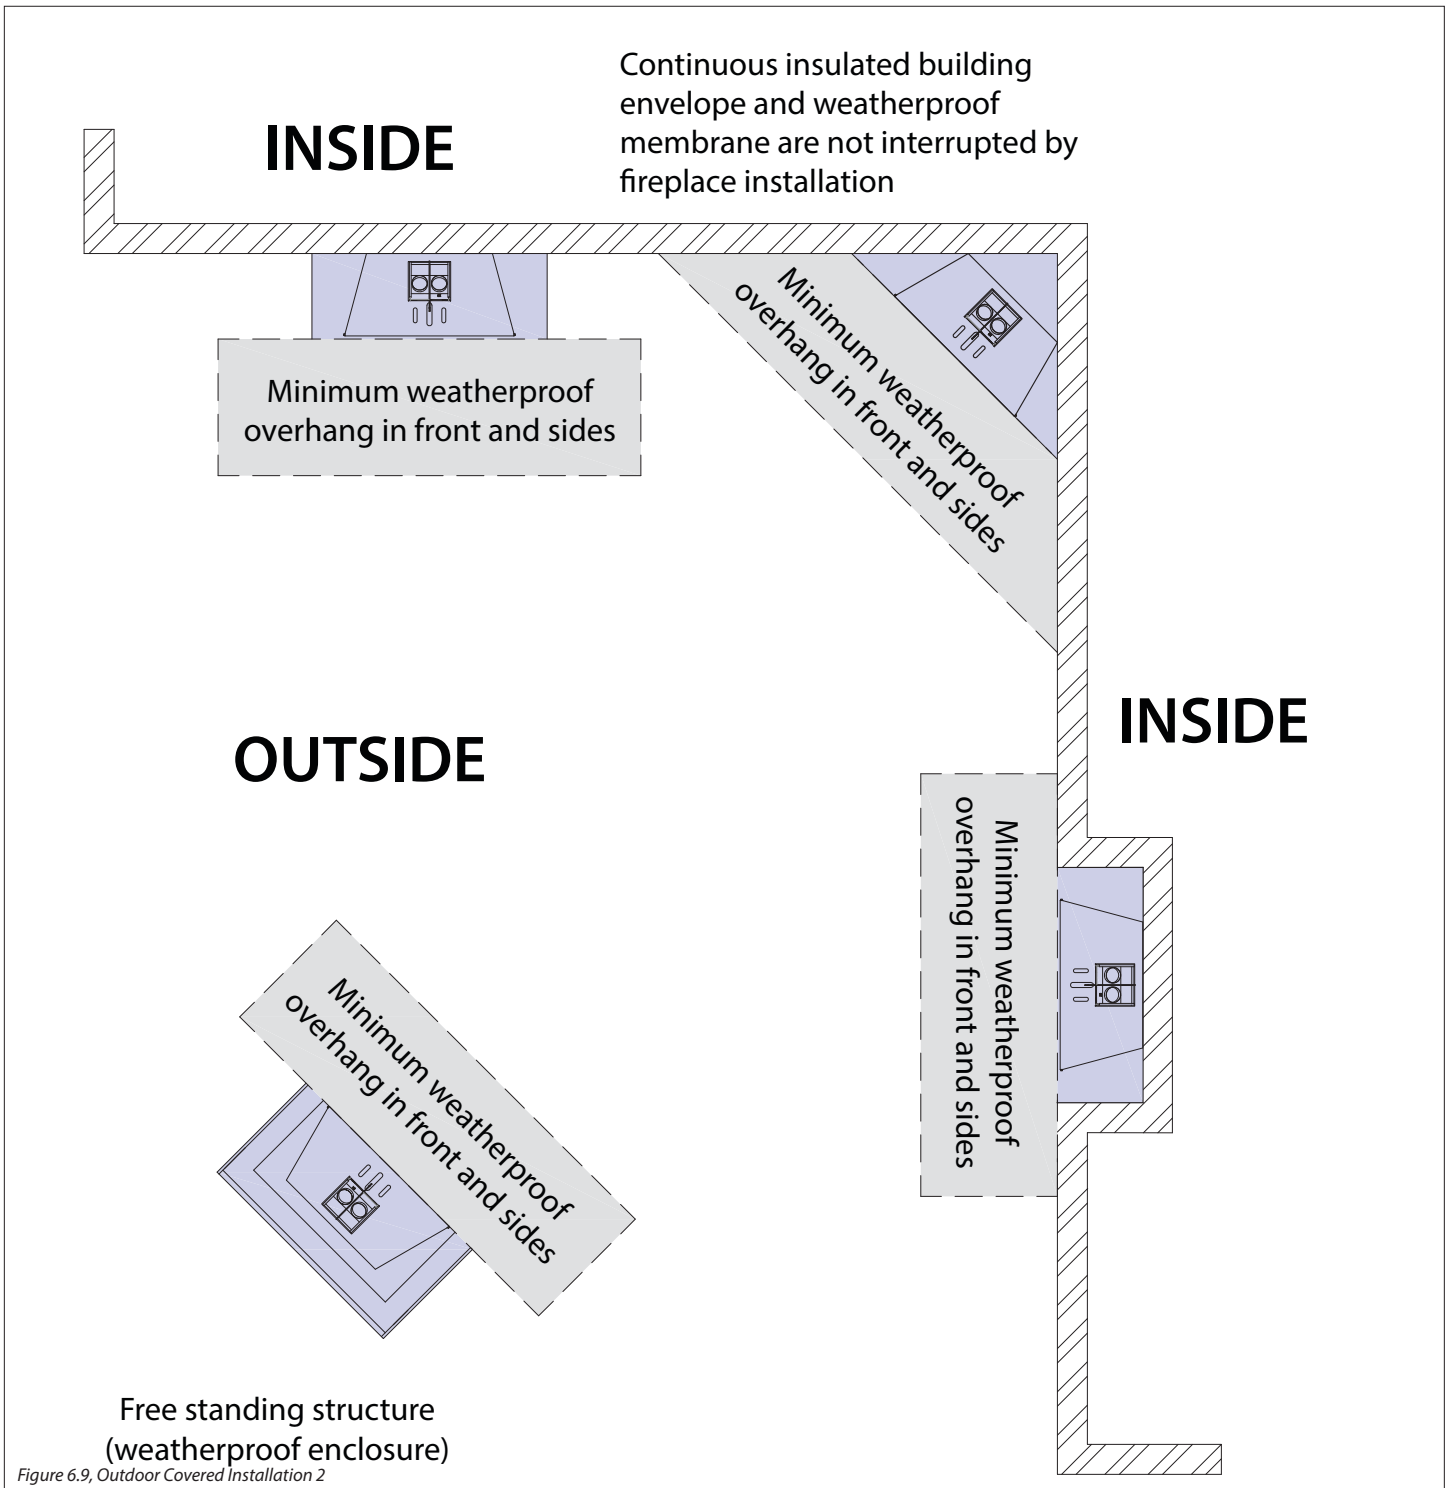 Continuous insulated building
envelope and weatherproof
membrane are not interrupted by
fireplace installation
INSIDE
Minimum weatherproof
overhang in front and sides
Minimum weatherproof
overhang in front and sides
INSIDE
OUTSIDE
Minimum weatherproof
overhang in front and sides
Minimum weatherproof
overhang in front and sides
Free standing structure
(weatherproof enclosure)
Figure 6.9, Outdoor Covered Installation 2